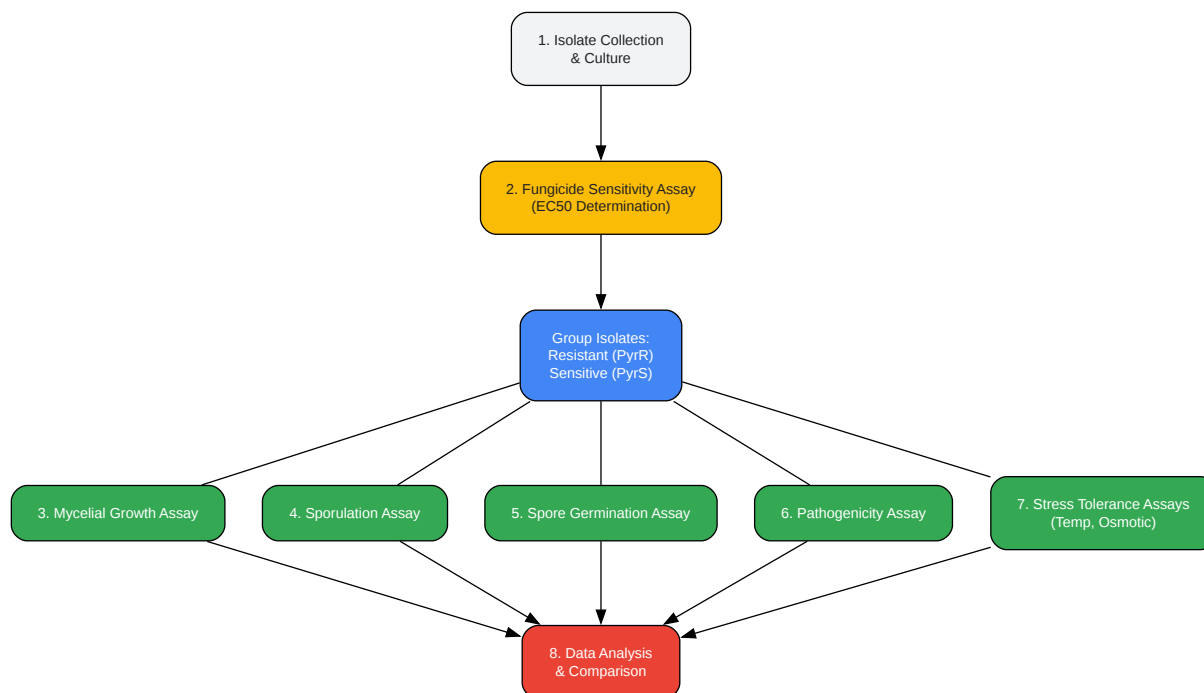 1. Isolate Collection
& Culture
2. Fungicide Sensitivity Assay
(EC50 Determination)
Group Isolates:
Resistant (PyrR)
Sensitive (PyrS)
3. Mycelial Growth Assay
4. Sporulation Assay
5. Spore Germination Assay
6. Pathogenicity Assay
7. Stress Tolerance Assays
(Temp, Osmotic)
8. Data Analysis
& Comparison